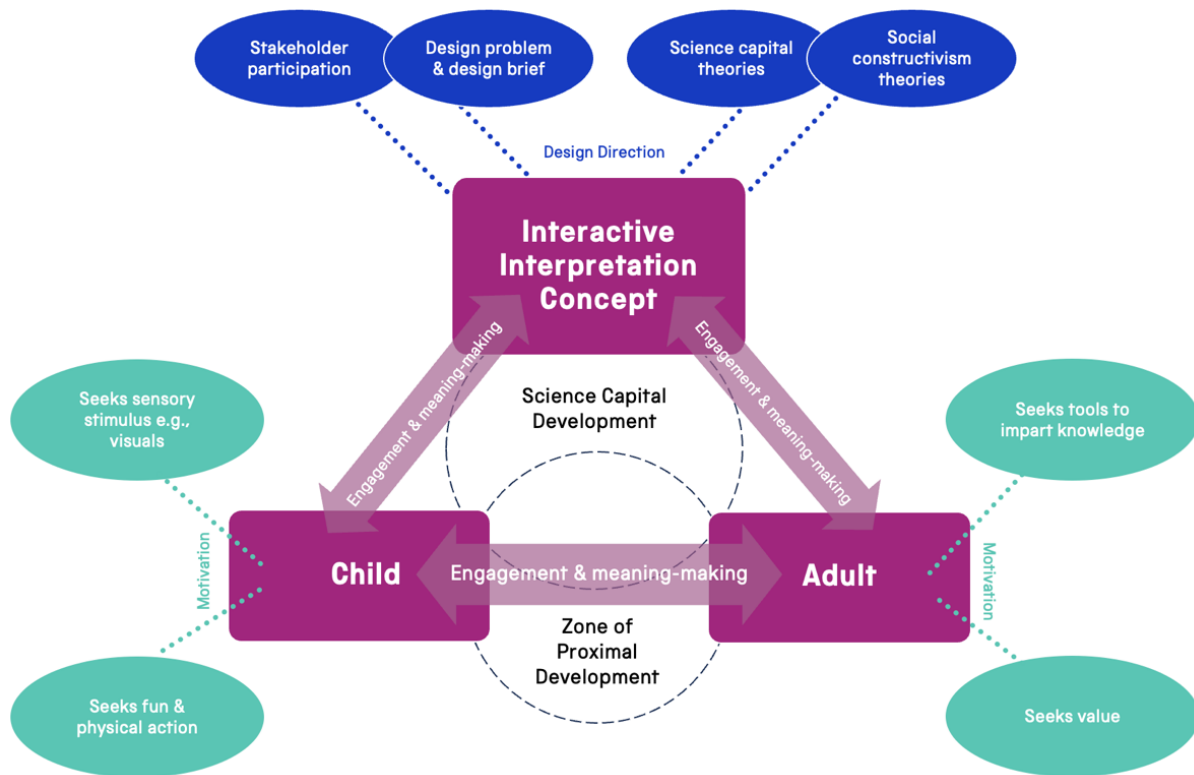 Stakeholder
participation
Design problem
& design brief
Science capital
theories
Social
constructivism
theories
Design Direction
Interactive
Interpretation
Concept
Engagement & meaning-making
Engagement & meaning-making
Science Capital
Development
Seeks sensory
stimulus e.g.,
visuals
Seeks tools to
impart knowledge
Motivation
Child
Engagement & meaning-making
Adult
Motivation
Zone of
Proximal
Development
Seeks fun &
physical action
Seeks value